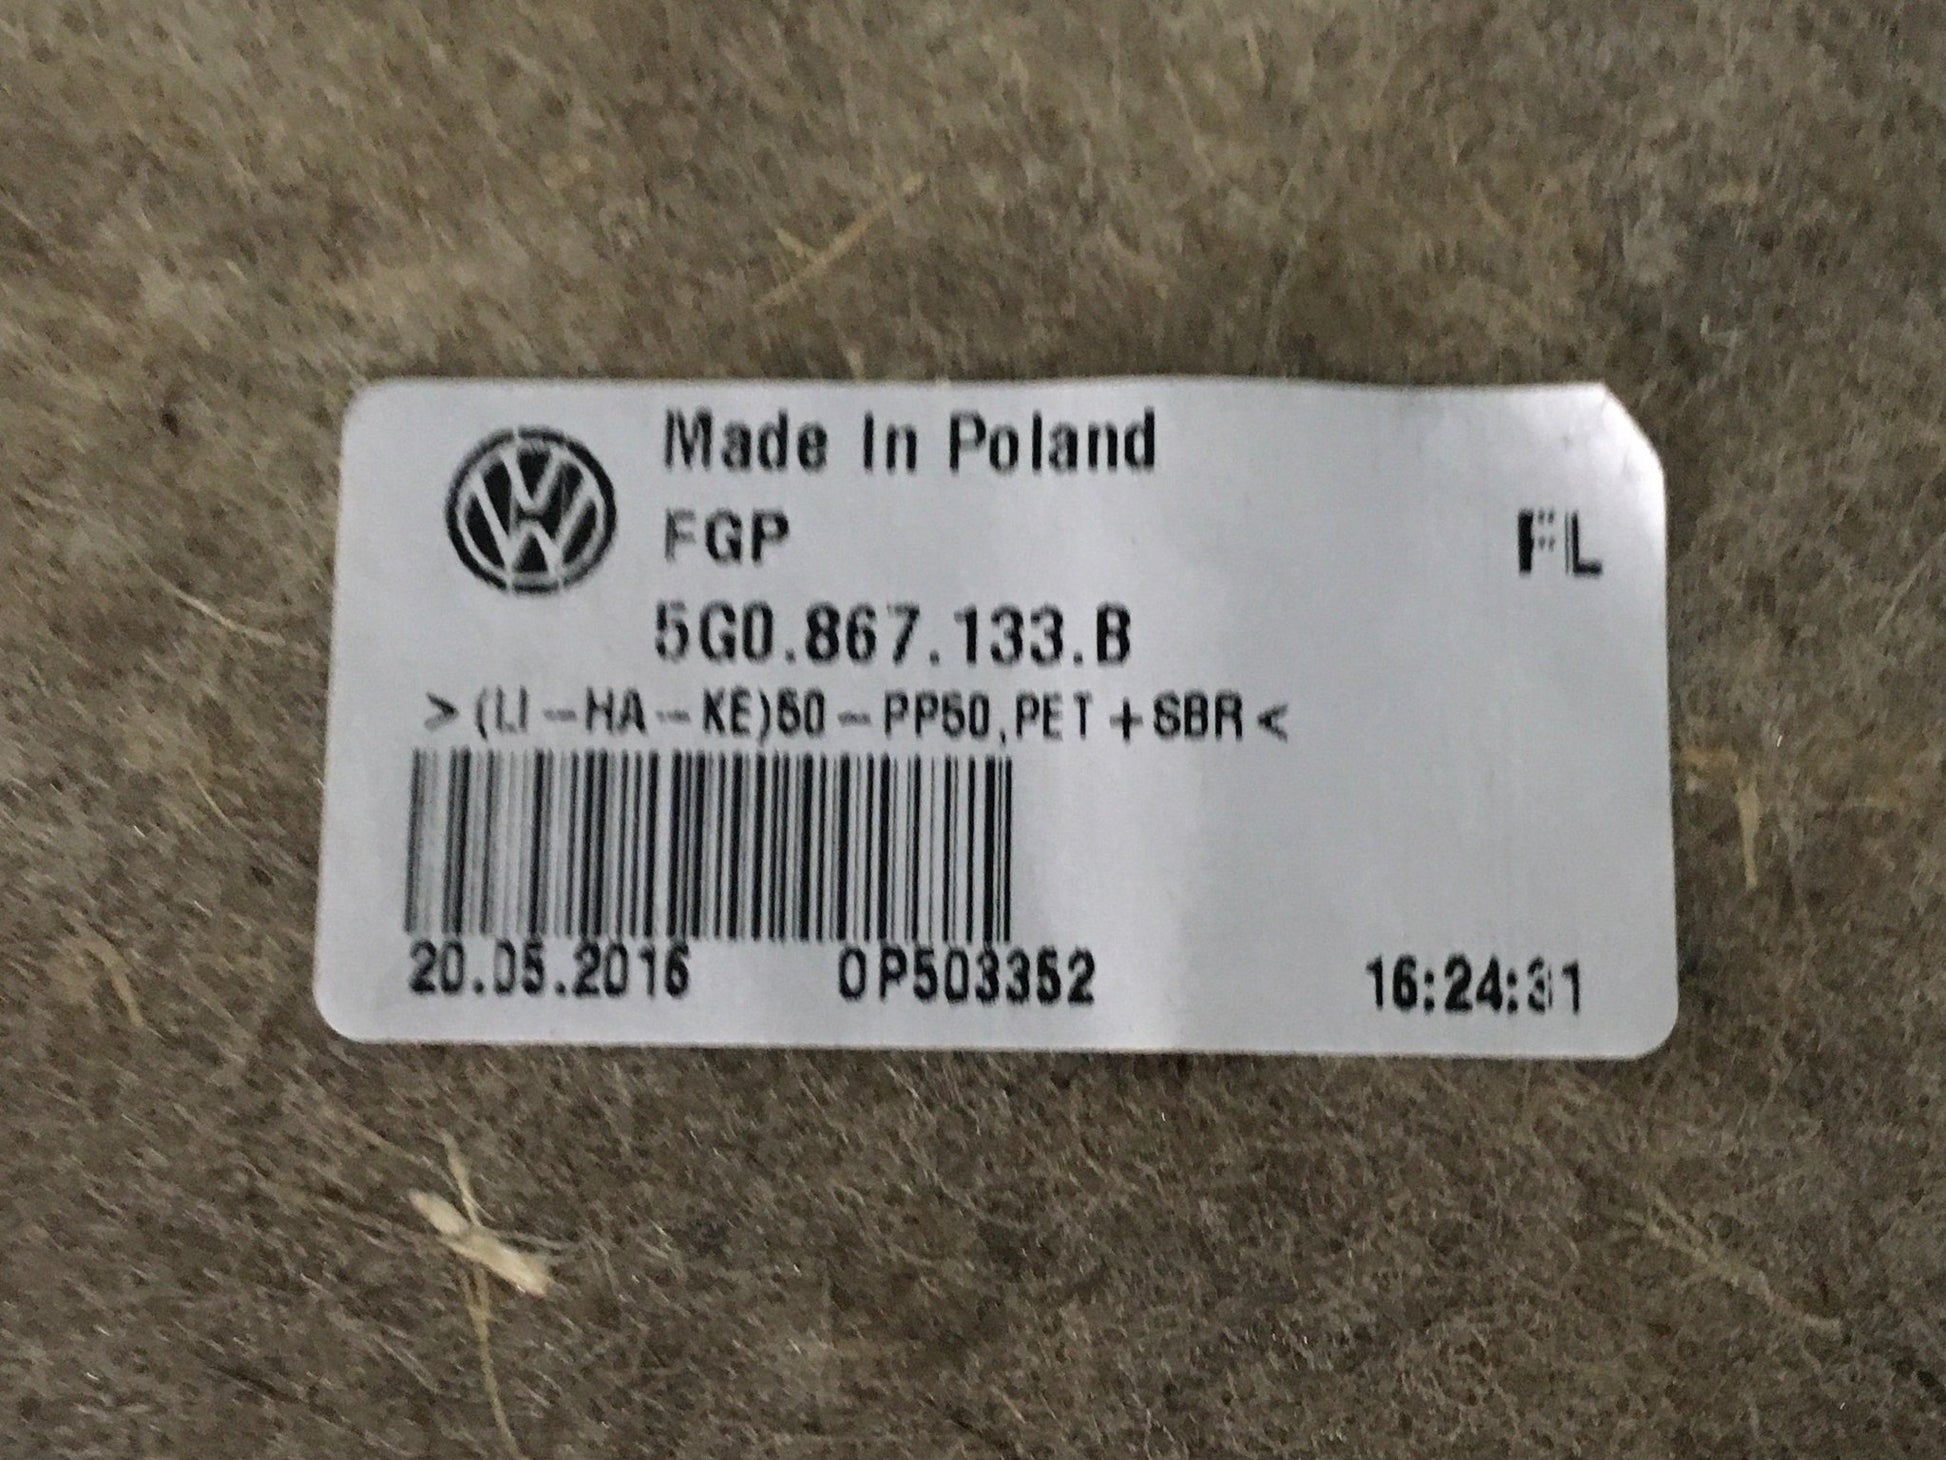 Made In Poland
FGP FL
5G0.867.133.B
>(LI-HA-KE)50-PP50,PET+SBR<
20.05.2016 OP503352 16:24:31